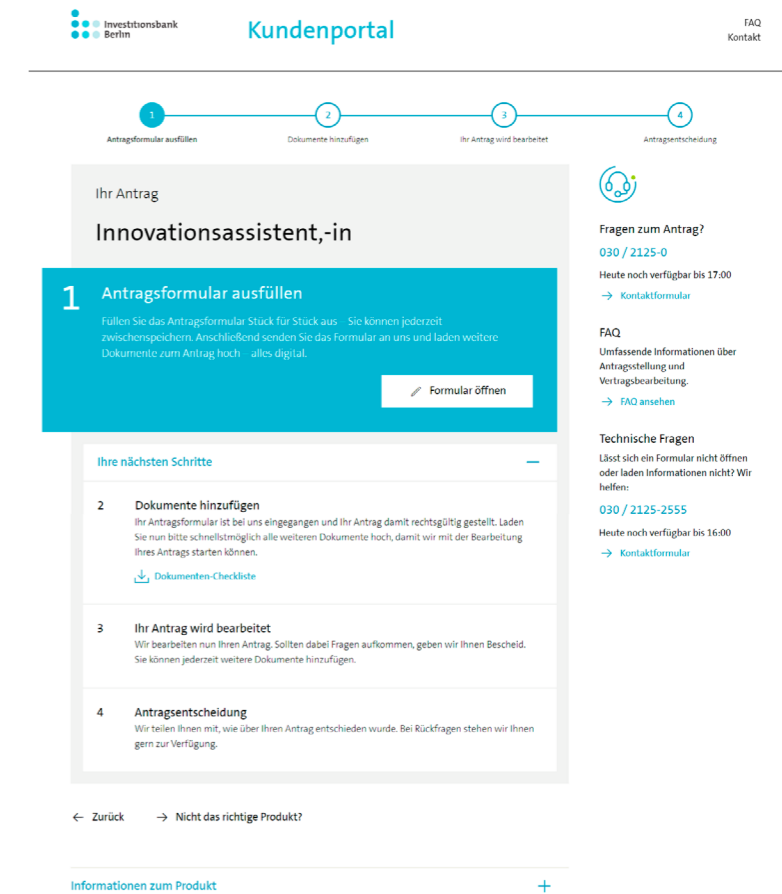 Investitionsbank
Berlin
Kundenportal
FAQ
Kontakt
1
2
3
4
Antragsformular ausfüllen
Dokumente hinzufügen
Ihr Antrag wird bearbeitet
Antragsentscheidung
Ihr Antrag
Innovationsassistent,-in
1
Antragsformular ausfüllen
Füllen Sie das Antragsformular Stück für Stück aus – Sie können jederzeit
zwischenspeichern. Anschließend senden Sie das Formular an uns und laden weitere
Dokumente zum Antrag hoch – alles digital.
Formular öffnen
Ihre nächsten Schritte
2
Dokumente hinzufügen
Ihr Antragsformular ist bei uns eingegangen und Ihr Antrag damit rechtsgültig gestellt. Laden
Sie nun bitte schnellstmöglich alle weiteren Dokumente hoch, damit wir mit der Bearbeitung
Ihres Antrags starten können.
Dokumenten-Checkliste
3
Ihr Antrag wird bearbeitet
Wir bearbeiten nun Ihren Antrag. Sollten dabei Fragen aufkommen, geben wir Ihnen Bescheid.
Sie können jederzeit weitere Dokumente hinzufügen.
4
Antragsentscheidung
Wir teilen Ihnen mit, wie über Ihren Antrag entschieden wurde. Bei Rückfragen stehen wir Ihnen
gern zur Verfügung.
← Zurück
→ Nicht das richtige Produkt?
Informationen zum Produkt
Fragen zum Antrag?
030 / 2125-0
Heute noch verfügbar bis 17:00
→ Kontaktformular
FAQ
Umfassende Informationen über
Antragsstellung und
Vertragsbearbeitung.
→ FAQ ansehen
Technische Fragen
Lässt sich ein Formular nicht öffnen
oder laden Informationen nicht? Wir
helfen:
030 / 2125-2555
Heute noch verfügbar bis 16:00
→ Kontaktformular